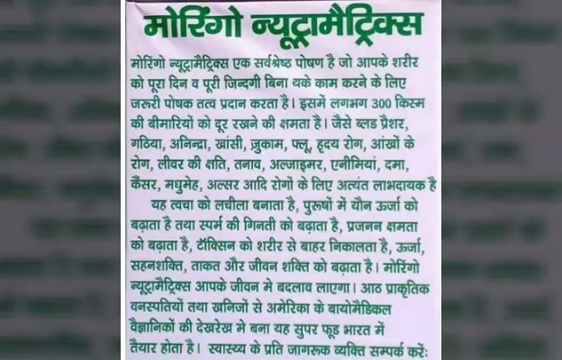 मोरिंगो न्यूट्रामैट्रिक्स
मोरिंगो न्यूट्रामैट्रिक्स एक सर्वश्रेष्ठ पोषण है जो आपके शरीर
को पूरा दिन व पूरी जिन्दगी बिना थके काम करने के लिए
जरूरी पोषक तत्व प्रदान करता है। इसमें लगभग 300 किस्म
की बीमारियों को दूर रखने की क्षमता है। जैसे ब्लड प्रैशर,
गठिया, अनिन्द्रा, खांसी, जुकाम, फ्लू, हृदय रोग, आंखों के
रोग, लीवर की क्षति, तनाव, अल्जाइमर, एनीमियां, दमा,
कैंसर, मधुमेह, अल्सर आदि रोगों के लिए अत्यंत लाभदायक है
यह त्वचा को लचीला बनाता है, पुरूषों में यौन ऊर्जा को
बढ़ाता है तथा स्पर्म की गिनती को बढ़ाता है, प्रजनन क्षमता
को बढ़ाता है, टॉक्सिन को शरीर से बाहर निकालता है, ऊर्जा,
सहनशक्ति, ताकत और जीवन शक्ति को बढ़ाता है। मोरिंगो
न्यूट्रामैट्रिक्स आपके जीवन मे बदलाव लाएगा। आठ प्राकृतिक
वनस्पतियों तथा खनिजों से अमेरिका के बायोमैडिकल
वैज्ञानिकों की देखरेख मे बना यह सुपर फूड भारत में
तैयार होता है। स्वास्थ्य के प्रति जागरूक व्यक्ति सम्पर्क करें: